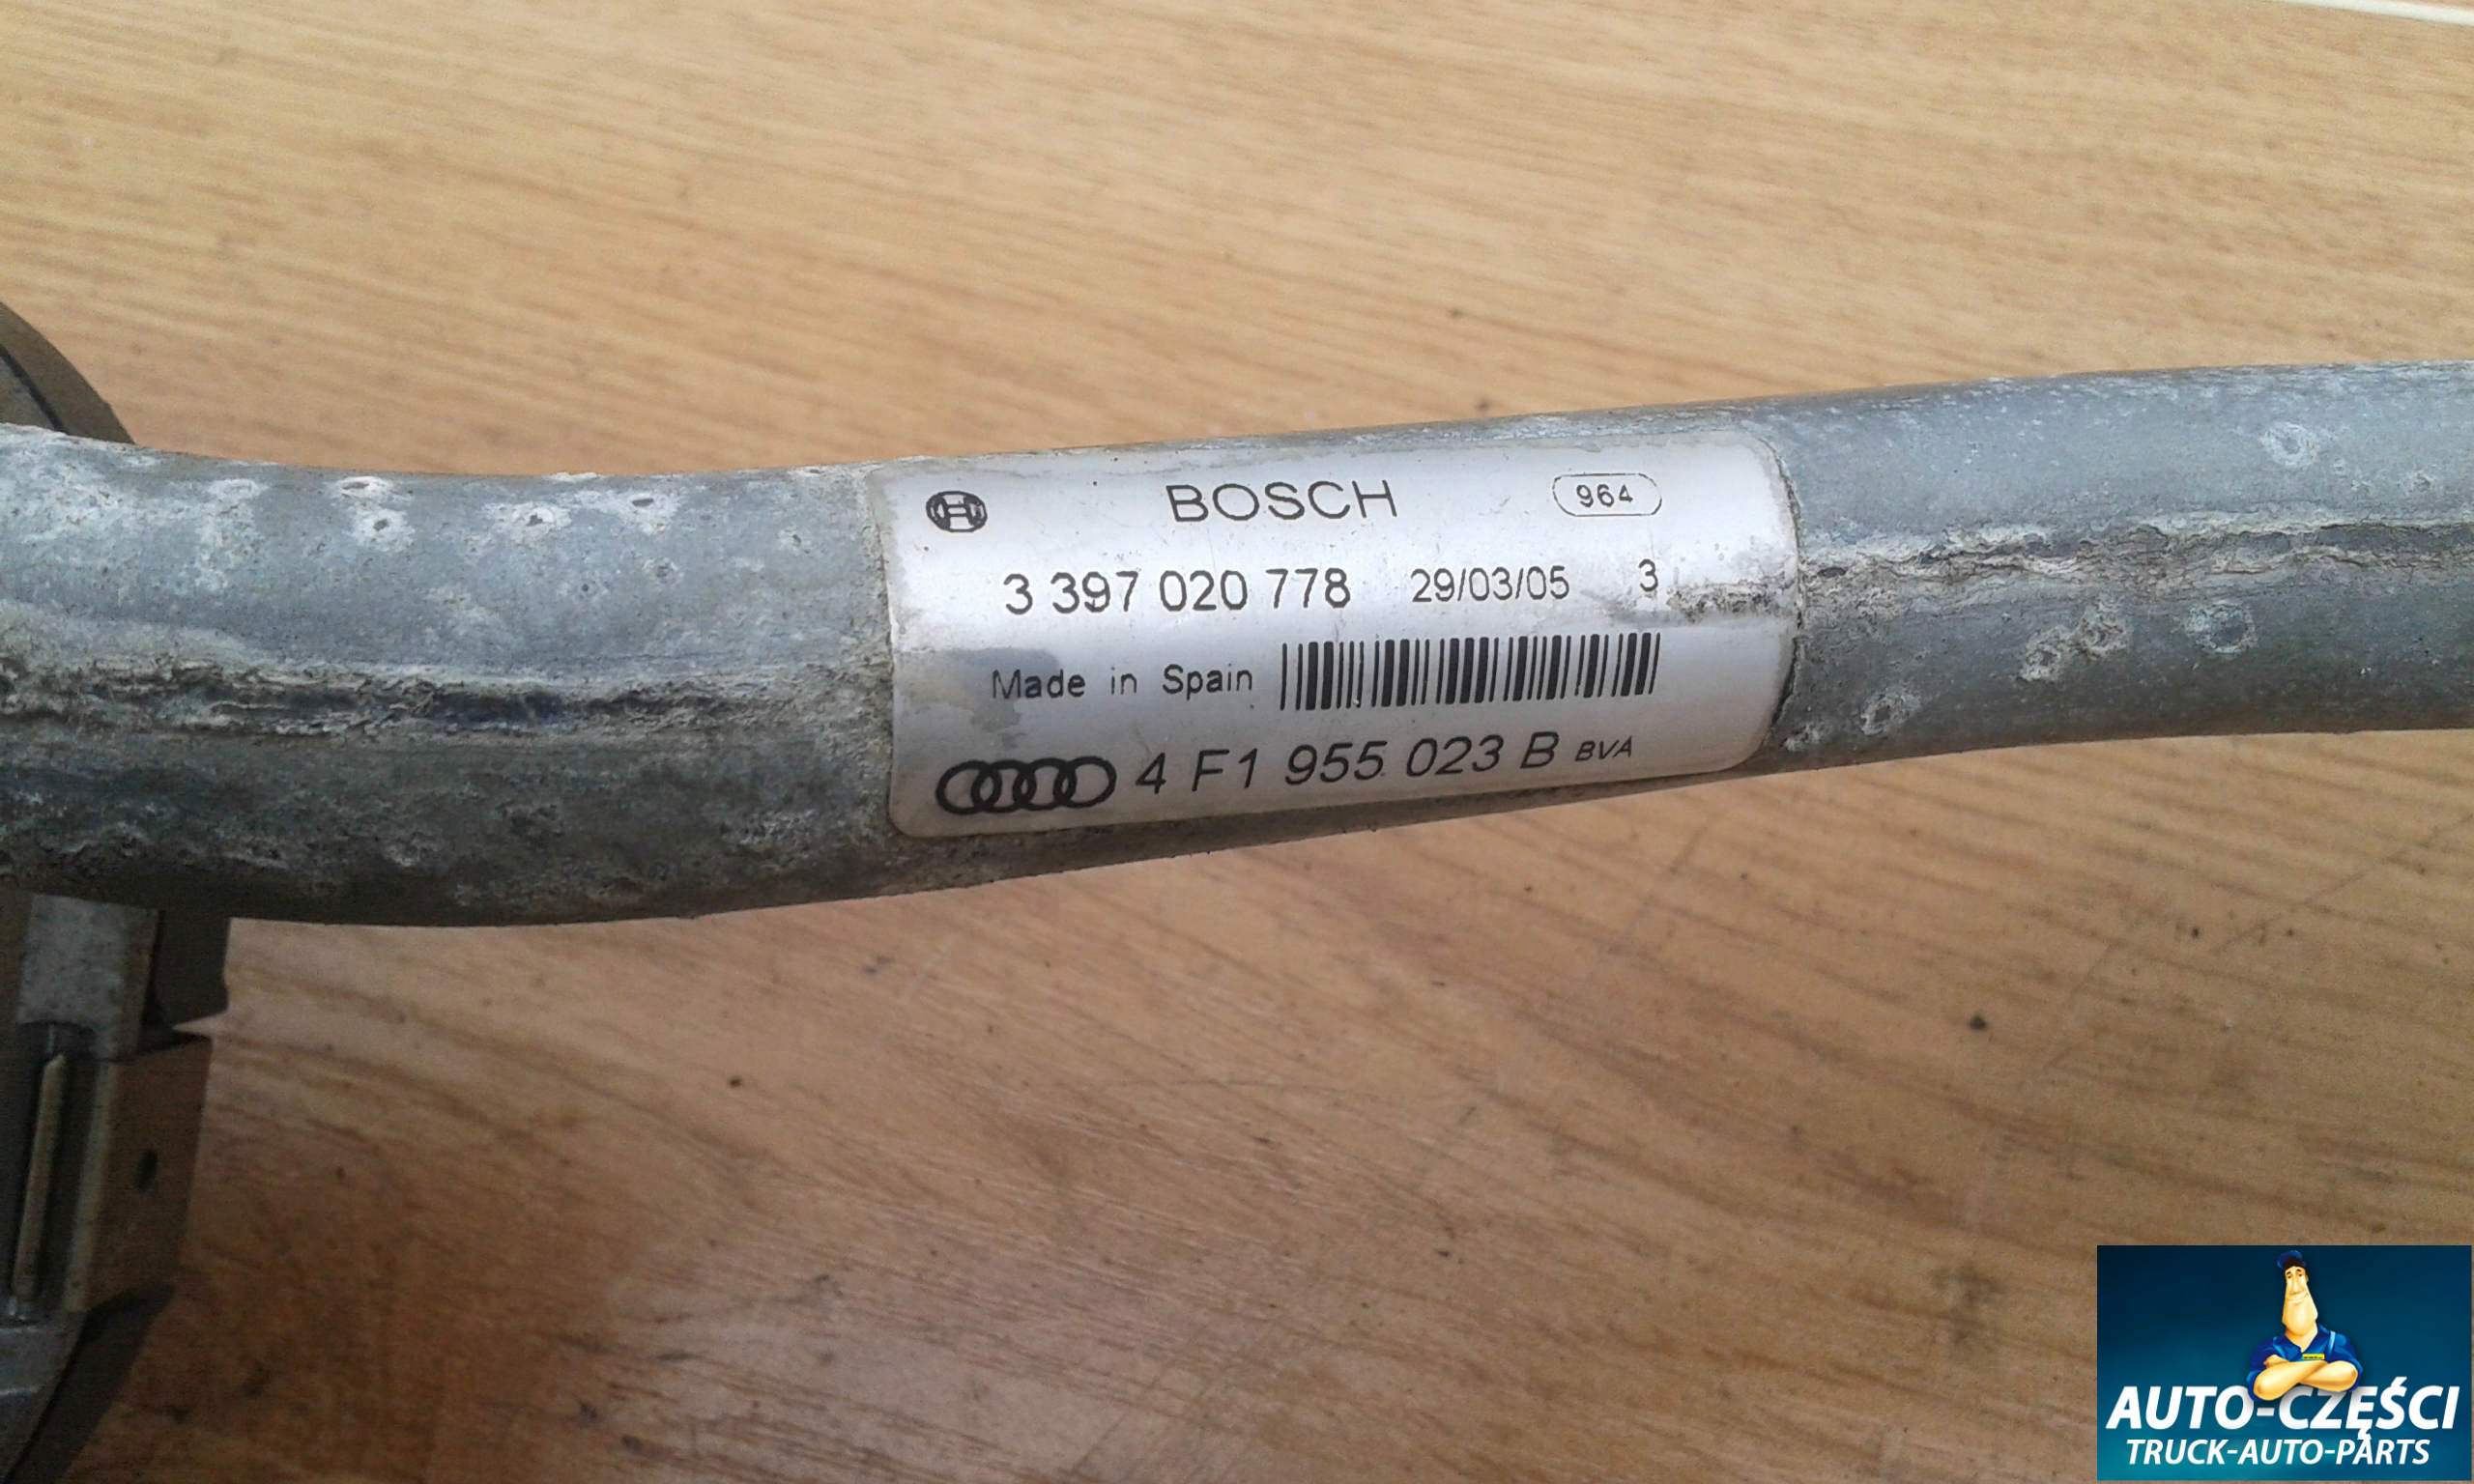 BOSCH 964
3 397 020 778 29/03/05 3
Made in Spain
4 F1 955 023 B BVA
AUTO-CZĘŚCI
TRUCK-AUTO-PARTS